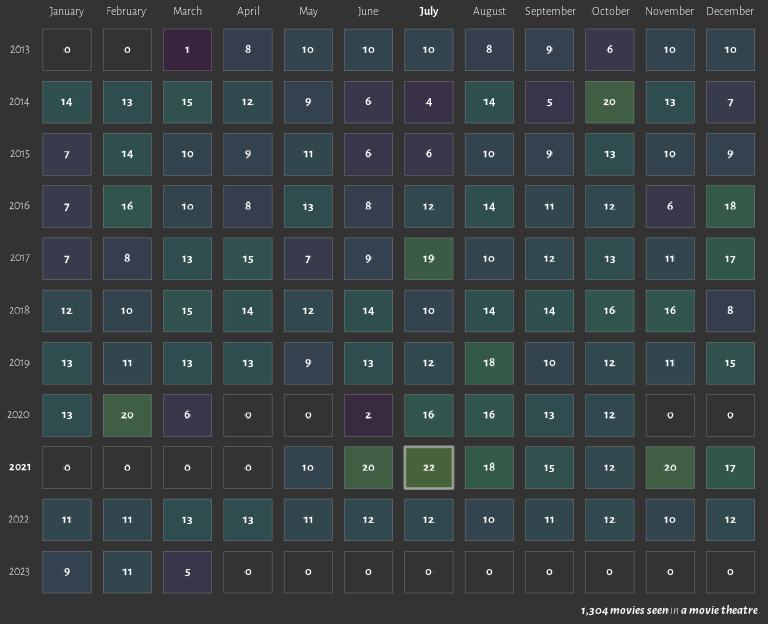 January February March April May June July August September October November December
2013 0 0 1 8 10 10 10 8 9 6 10 10
2014 14 13 15 12 9 6 4 14 5 20 13 7
2015 7 14 10 9 11 6 6 10 9 13 10 9
2016 7 16 10 8 13 8 12 14 11 12 6 18
2017 7 8 13 15 7 9 19 10 12 13 11 17
2018 12 10 15 14 12 14 10 14 14 16 16 8
2019 13 11 13 13 9 13 12 18 10 12 11 15
2020 13 20 6 0 0 2 16 16 13 12 0 0
2021 0 0 0 0 10 20 22 18 15 12 20 17
2022 11 11 13 13 11 12 12 10 11 12 10 12
2023 9 11 5 0 0 0 0 0 0 0 0 0
1,304 movies seen in a movie theatre.